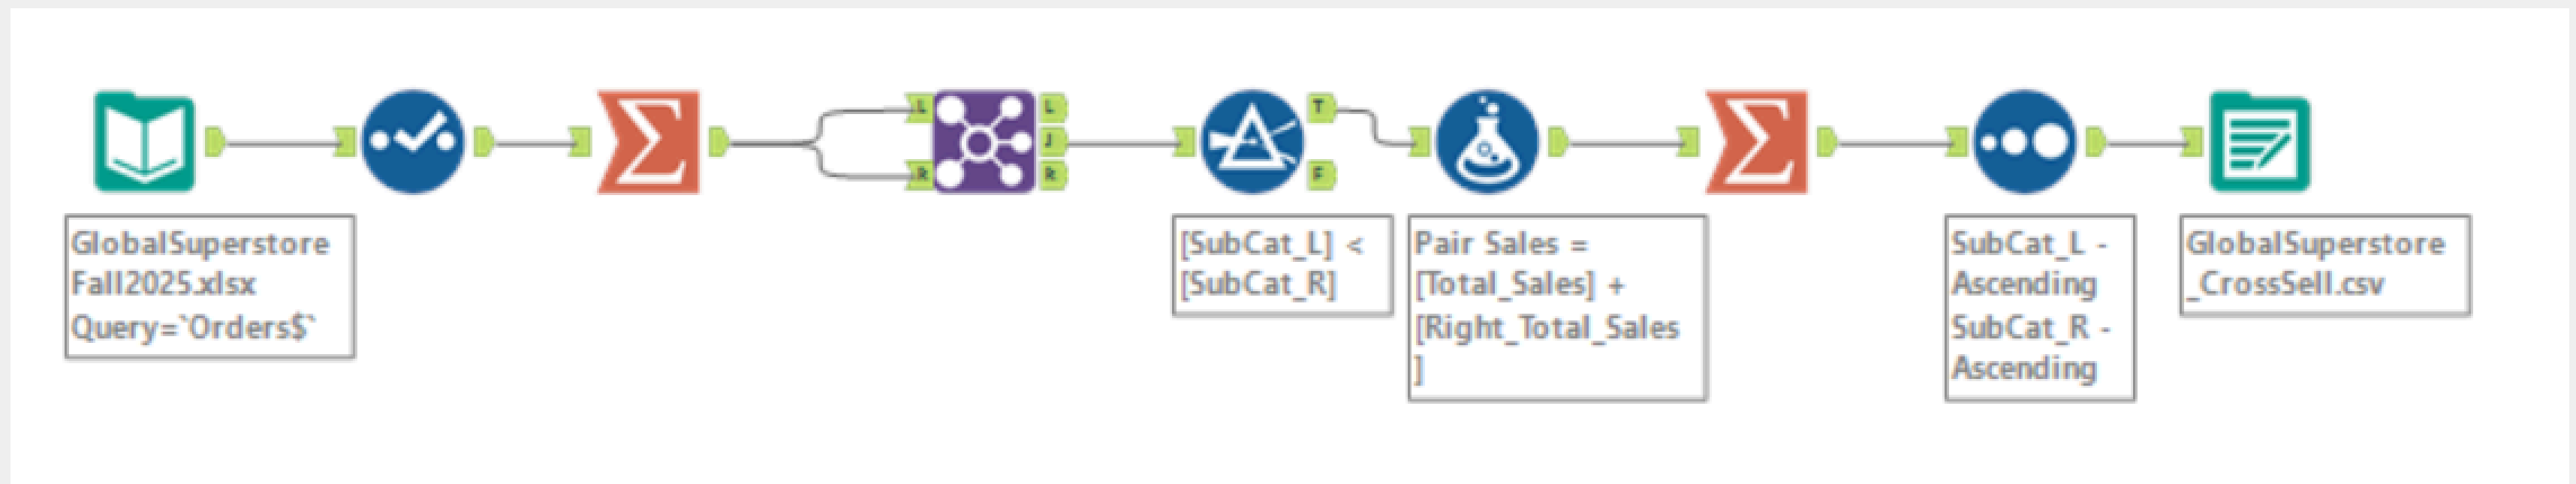 L
R
L
J
R
T
F
GlobalSuperstore
Fall2025.xlsx
Query=`Orders$`
[SubCat_L] <
[SubCat_R]
Pair Sales =
[Total_Sales] +
[Right_Total_Sales
]
SubCat_L -
Ascending
SubCat_R -
Ascending
GlobalSuperstore
_CrossSell.csv